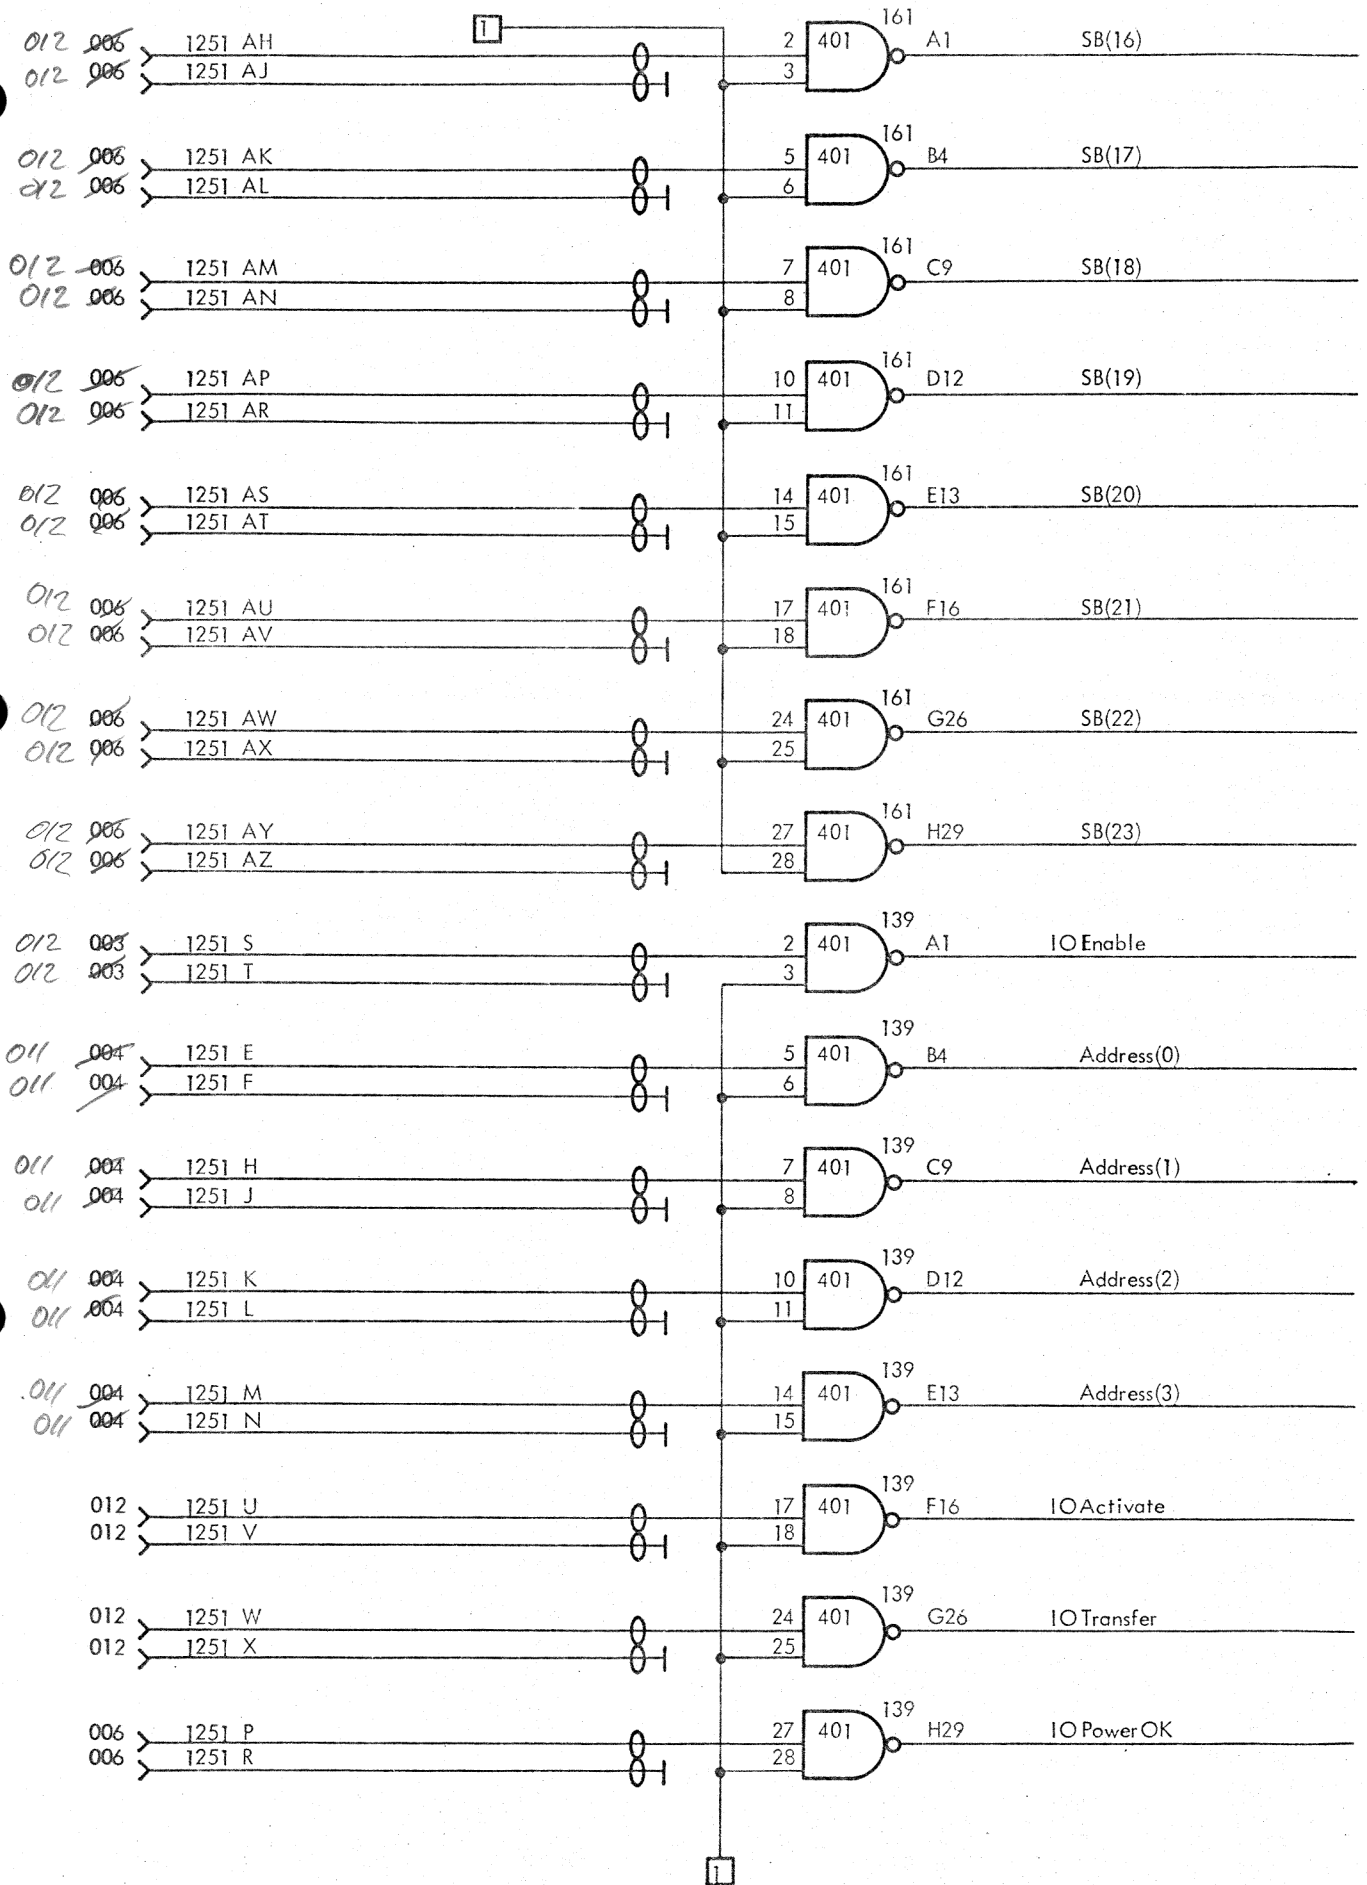 1
161
012 006 1251 AH 2 401 A1 SB(16)
012 006 1251 AJ 3
161
012 006 1251 AK 5 401 B4 SB(17)
012 006 1251 AL 6
161
012 006 1251 AM 7 401 C9 SB(18)
012 006 1251 AN 8
161
012 006 1251 AP 10 401 D12 SB(19)
012 006 1251 AR 11
161
012 006 1251 AS 14 401 E13 SB(20)
012 006 1251 AT 15
161
012 006 1251 AU 17 401 F16 SB(21)
012 006 1251 AV 18
161
012 006 1251 AW 24 401 G26 SB(22)
012 006 1251 AX 25
161
012 006 1251 AY 27 401 H29 SB(23)
012 006 1251 AZ 28
139
012 003 1251 S 2 401 A1 IO Enable
012 003 1251 T 3
139
011 004 1251 E 5 401 B4 Address(0)
011 004 1251 F 6
139
011 004 1251 H 7 401 C9 Address(1)
011 004 1251 J 8
139
011 004 1251 K 10 401 D12 Address(2)
011 004 1251 L 11
139
011 004 1251 M 14 401 E13 Address(3)
011 004 1251 N 15
139
012 1251 U 17 401 F16 IO Activate
012 1251 V 18
139
012 1251 W 24 401 G26 IO Transfer
012 1251 X 25
139
006 1251 P 27 401 H29 IO Power OK
006 1251 R 28
1